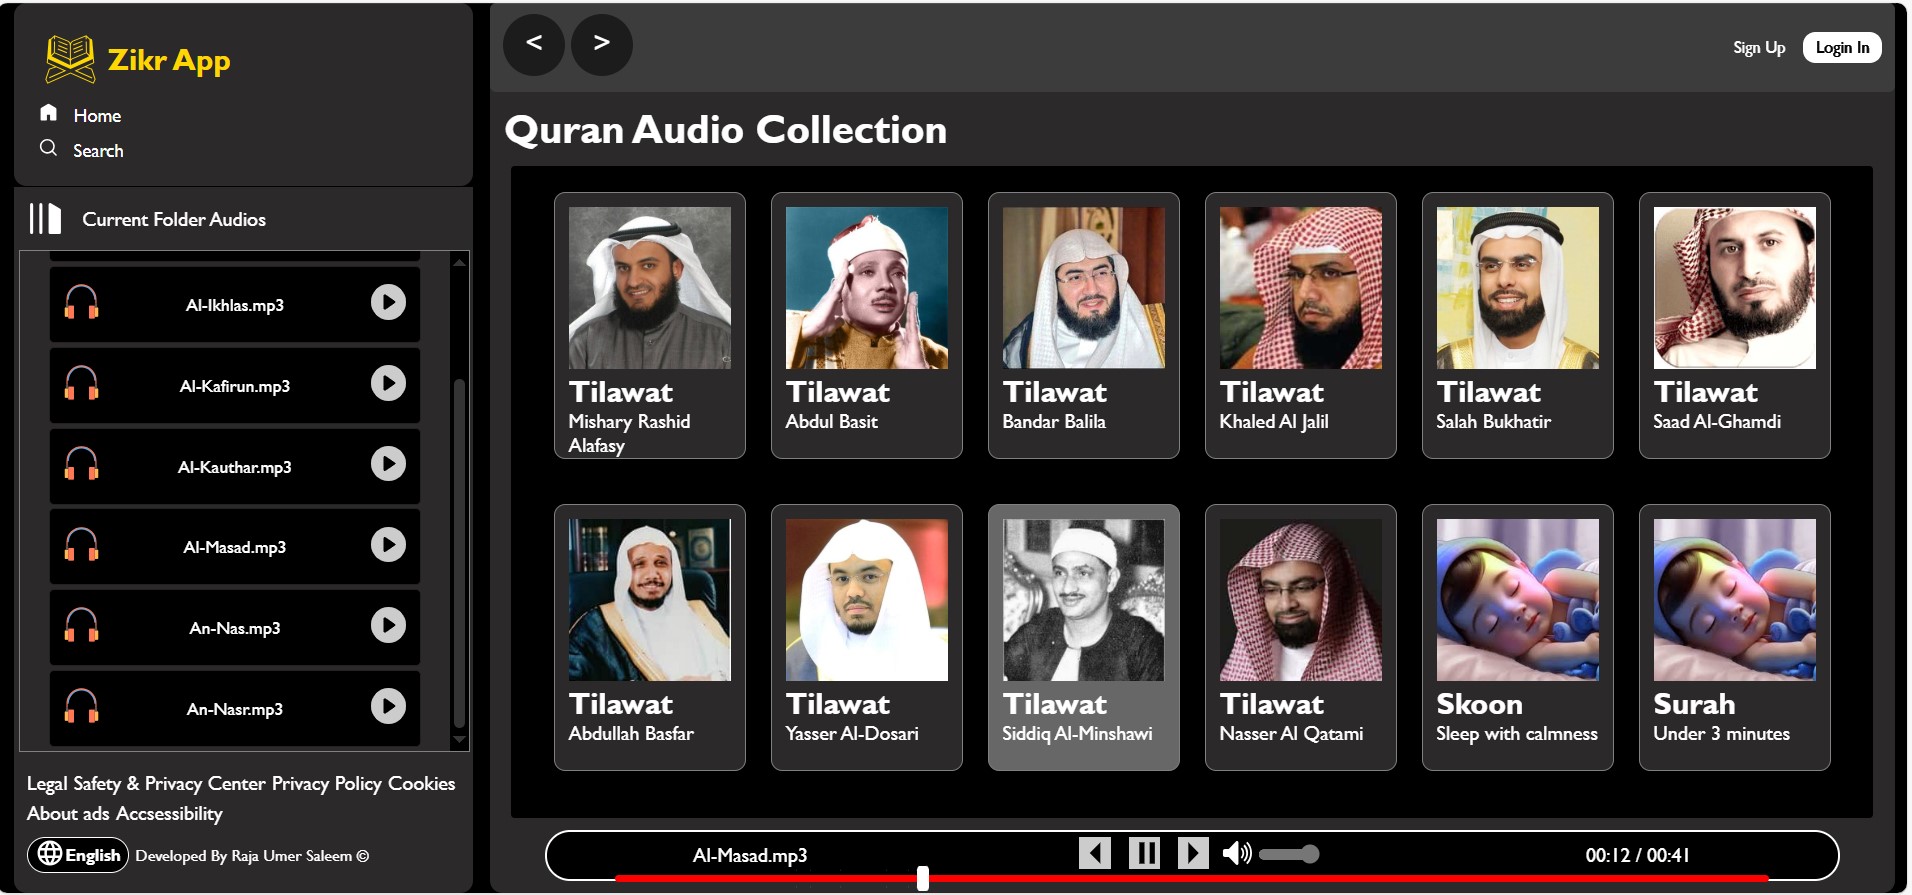 Zikr App
Home
Search
Current Folder Audios
Al-Ikhlas.mp3
Al-Kafirun.mp3
Al-Kauthar.mp3
Al-Masad.mp3
An-Nas.mp3
An-Nasr.mp3
Legal Safety & Privacy Center Privacy Policy Cookies
About ads Accsessibility
English Developed By Raja Umer Saleem ©
< >
Sign Up Login In
Quran Audio Collection
Tilawat
Mishary Rashid
Alafasy
Tilawat
Abdul Basit
Tilawat
Bandar Balila
Tilawat
Khaled Al Jalil
Tilawat
Salah Bukhatir
Tilawat
Saad Al-Ghamdi
Tilawat
Abdullah Basfar
Tilawat
Yasser Al-Dosari
Tilawat
Siddiq Al-Minshawi
Tilawat
Nasser Al Qatami
Skoon
Sleep with calmness
Surah
Under 3 minutes
Al-Masad.mp3 00:12 / 00:41